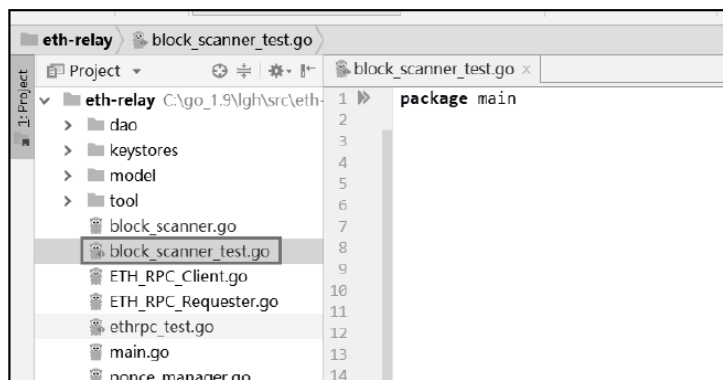 eth-relay block_scanner_test.go
1: Project
Project
block_scanner_test.go ×
eth-relay C:\go_1.9\lgh\src\eth-
dao
keystores
model
tool
block_scanner.go
block_scanner_test.go
ETH_RPC_Client.go
ETH_RPC_Requester.go
ethrpc_test.go
main.go
nonce_manager.go
1 package main
2
3
4
5
6
7
8
9
10
11
12
13
14